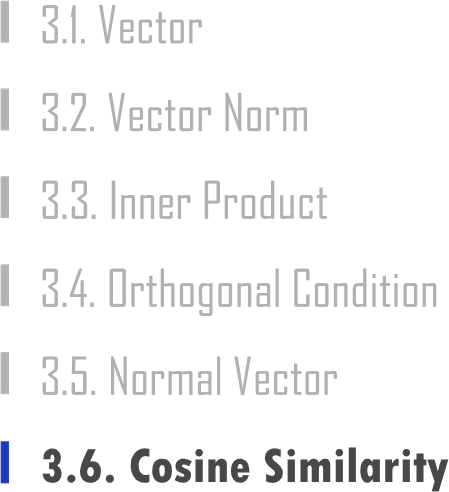 3.1. Vector
3.2. Vector Norm
3.3. Inner Product
3.4. Orthogonal Condition
3.5. Normal Vector
3.6. Cosine Similarity